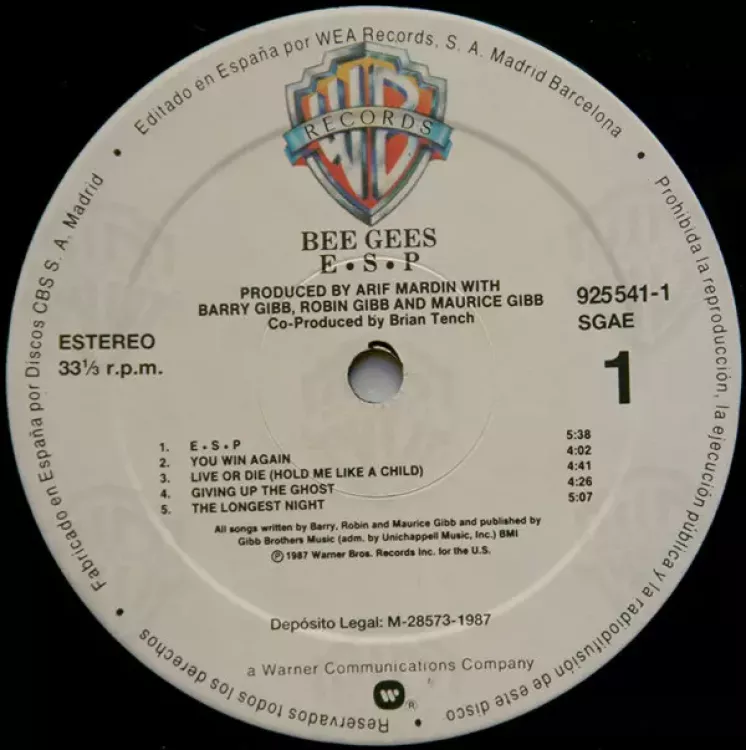 Editado en España por WEA Records, S. A. Madrid Barcelona
WB
RECORDS
BEE GEES
E • S • P
PRODUCED BY ARIF MARDIN WITH
BARRY GIBB, ROBIN GIBB AND MAURICE GIBB
Co-Produced by Brian Tench
925541-1
SGAE
1
ESTEREO
33⅓ r.p.m.
1. E • S • P 5:38
2. YOU WIN AGAIN 4:02
3. LIVE OR DIE (HOLD ME LIKE A CHILD) 4:41
4. GIVING UP THE GHOST 4:26
5. THE LONGEST NIGHT 5:07
All songs written by Barry, Robin and Maurice Gibb and published by
Gibb Brothers Music (adm. by Unichappell Music, Inc.) BMI
Ⓟ1987 Warner Bros. Records Inc. for the U.S.
Depósito Legal: M-28573-1987
a Warner Communications Company
®
Prohibida la reproducción, la ejecución pública y la radiodifusión de este disco
Reservados todos los derechos
Fabricado en España por Discos CBS S. A. Madrid